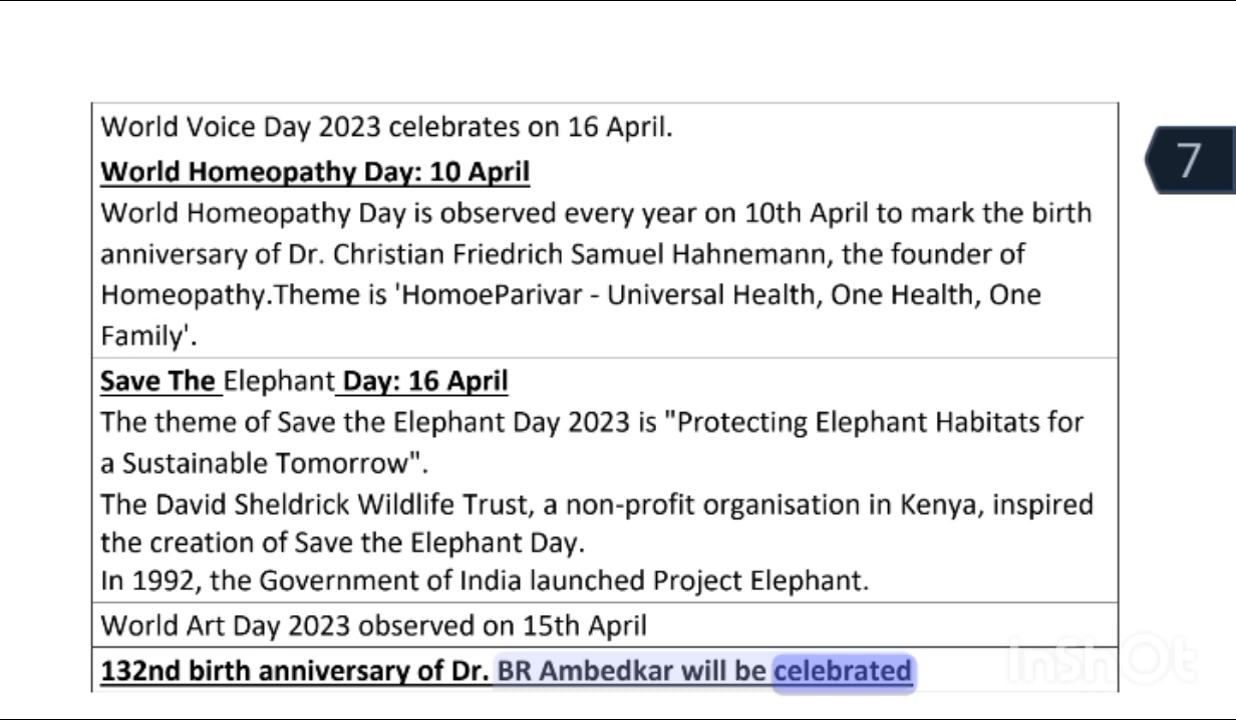 World Voice Day 2023 celebrates on 16 April.
7
World Homeopathy Day: 10 April
World Homeopathy Day is observed every year on 10th April to mark the birth
anniversary of Dr. Christian Friedrich Samuel Hahnemann, the founder of
Homeopathy.Theme is 'HomoeParivar - Universal Health, One Health, One
Family'.
Save The Elephant Day: 16 April
The theme of Save the Elephant Day 2023 is "Protecting Elephant Habitats for
a Sustainable Tomorrow".
The David Sheldrick Wildlife Trust, a non-profit organisation in Kenya, inspired
the creation of Save the Elephant Day.
In 1992, the Government of India launched Project Elephant.
World Art Day 2023 observed on 15th April
132nd birth anniversary of Dr. BR Ambedkar will be celebrated
InShOt